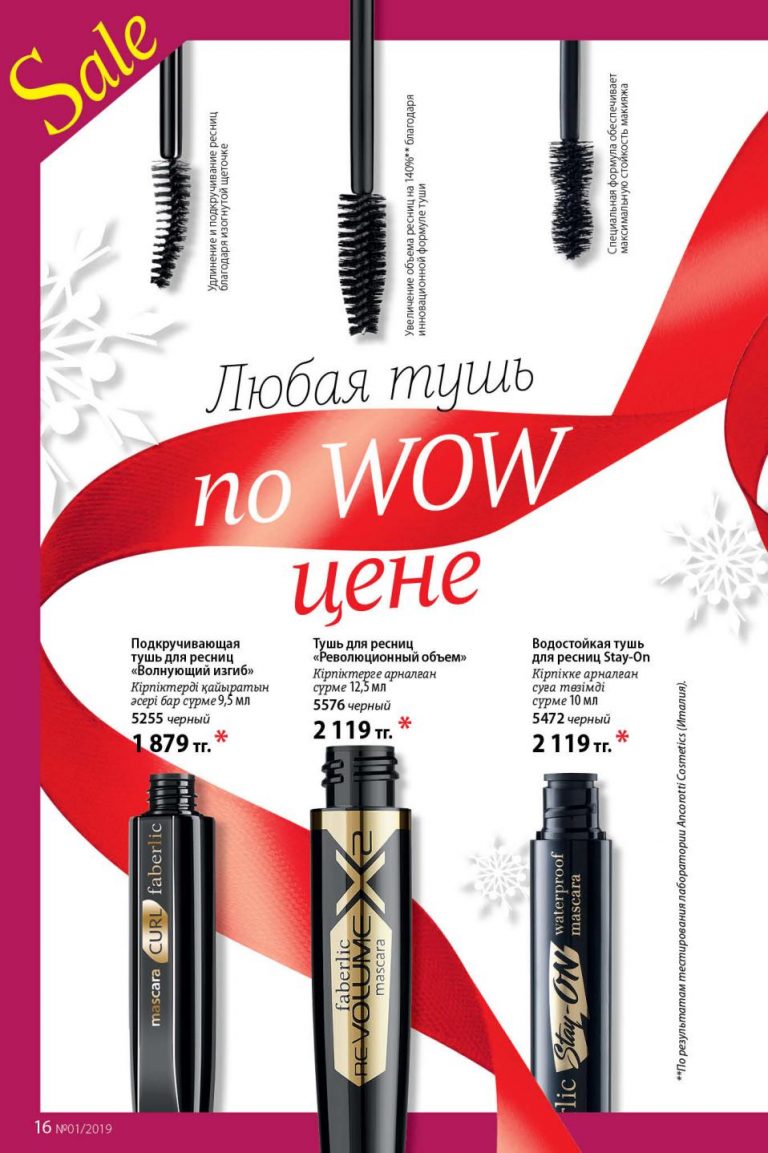 Sale
Удлинение и подкручивание ресниц
благодаря изогнутой щеточке
Увеличение объема ресниц на 140%** благодаря
инновационной формуле туши
Специальная формула обеспечивает
максимальную стойкость макияжа
Любая тушь
по WOW
цене
Подкручивающая
тушь для ресниц
«Волнующий изгиб»
Кірпіктерді қайыратын
әсері бар сүрме 9,5 мл
5255 черный
1 879 тг.*
Тушь для ресниц
«Революционный объем»
Кірпіктерге арналған
сүрме 12,5 мл
5576 черный
2 119 тг.*
Водостойкая тушь
для ресниц Stay-On
Кірпікке арналған
суға төзімді
сүрме 10 мл
5472 черный
2 119 тг.*
mascara CURL faberlic
faberlic
REVOLUMEX2
mascara
waterproof
mascara
Stay-ON
erlic
**По результатам тестирования лаборатории Ancorotti Cosmetics (Италия).
16 №01/2019